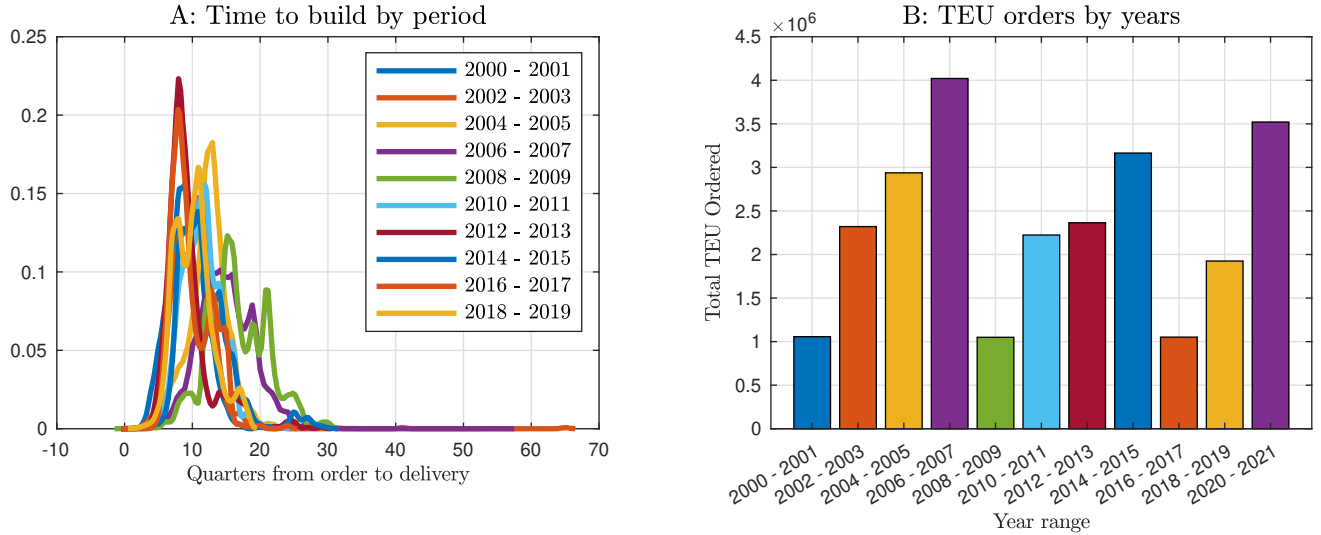 A: Time to build by period
0.25
0.2
0.15
0.1
0.05
0
-10 0 10 20 30 40 50 60 70
Quarters from order to delivery
2000 - 2001
2002 - 2003
2004 - 2005
2006 - 2007
2008 - 2009
2010 - 2011
2012 - 2013
2014 - 2015
2016 - 2017
2018 - 2019
B: TEU orders by years
×10⁶
4.5
4
3.5
3
2.5
2
1.5
1
0.5
0
Total TEU Ordered
2000 - 2001
2002 - 2003
2004 - 2005
2006 - 2007
2008 - 2009
2010 - 2011
2012 - 2013
2014 - 2015
2016 - 2017
2018 - 2019
2020 - 2021
Year range